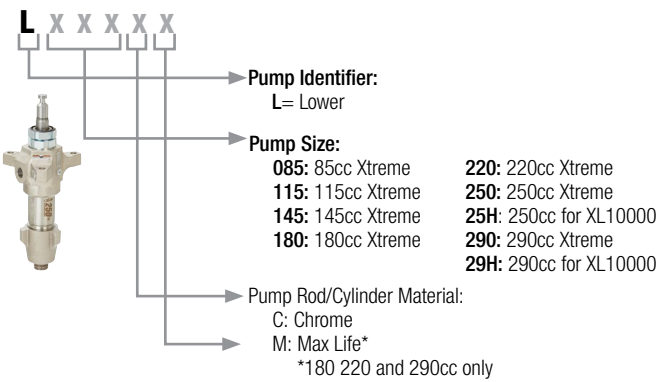 L X X X X X
Pump Identifier:
L= Lower
Pump Size:
085: 85cc Xtreme
115: 115cc Xtreme
145: 145cc Xtreme
180: 180cc Xtreme
220: 220cc Xtreme
250: 250cc Xtreme
25H: 250cc for XL10000
290: 290cc Xtreme
29H: 290cc for XL10000
Pump Rod/Cylinder Material:
C: Chrome
M: Max Life*
*180 220 and 290cc only
250